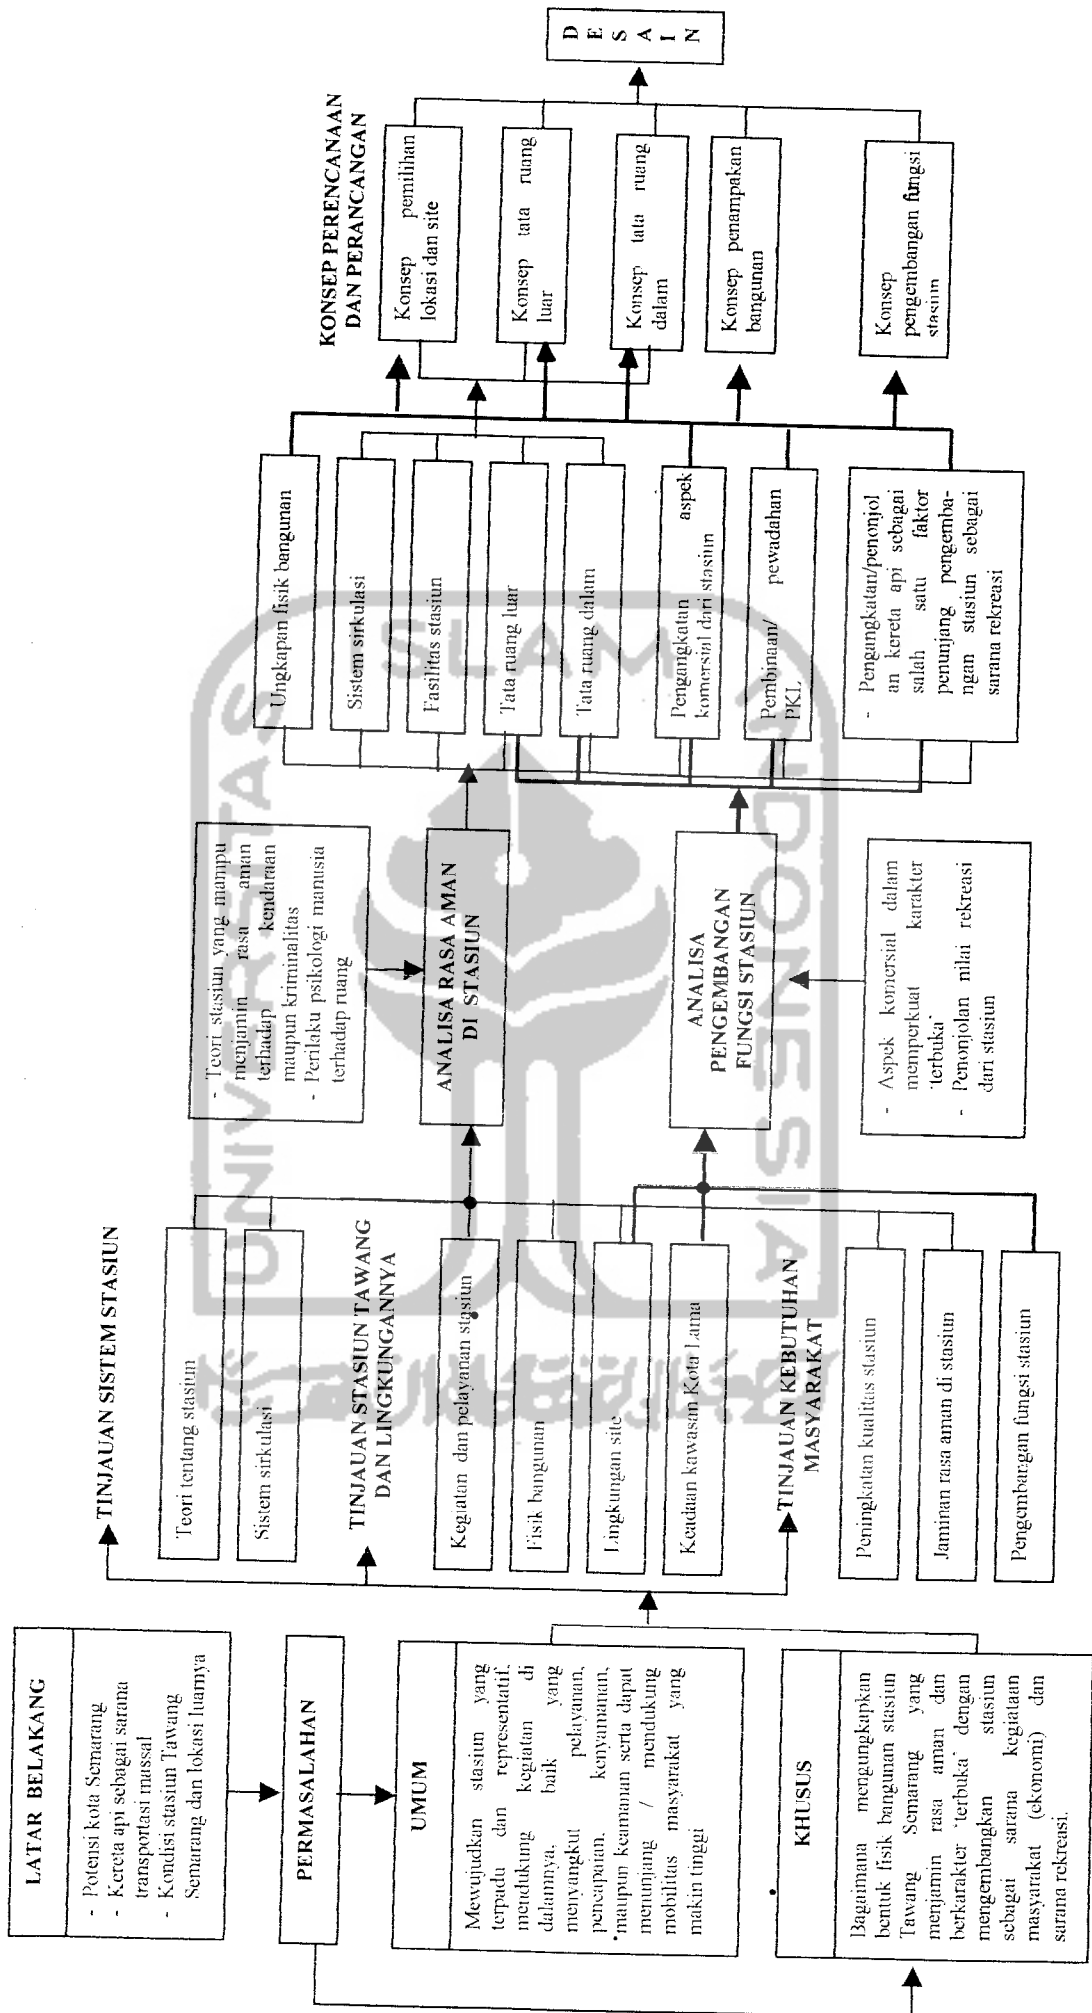 LATAR BELAKANG
- Potensi kota Semarang
- Kereta api sebagai sarana
transportasi massal
- Kondisi stasiun Tawang
Semarang dan lokasi luarnya
PERMASALAHAN
UMUM
Mewujudkan stasiun yang
terpadu dan representatif,
mendukung kegiatan di
dalamnya, baik yang
menyangkut pelayanan,
pencapaian, kenyamanan,
maupun keamanan serta dapat
menunjang / mendukung
mobilitas masyarakat yang
makin tinggi
KHUSUS
Bagaimana mengungkapkan
bentuk fisik bangunan stasiun
Tawang Semarang yang
menjamin rasa aman dan
berkarakter 'terbuka' dengan
mengembangkan stasiun
sebagai sarana kegiataan
masyarakat (ekonomi) dan
sarana rekreasi.
TINJAUAN SISTEM STASIUN
Teori tentang stasiun
Sistem sirkulasi
TINJAUAN STASIUN TAWANG
DAN LINGKUNGANNYA
Kegiatan dan pelayanan stasiun
Fisik bangunan
Lingkungan site
Keadaan kawasan Kota Lama
TINJAUAN KEBUTUHAN
MASYARAKAT
Peningkatan kualitas stasiun
Jaminan rasa aman di stasiun
Pengembangan fungsi stasiun
- Teori stasiun yang mampu
menjamin rasa aman
terhadap kendaraan
maupun kriminalitas
- Perilaku psikologi manusia
terhadap ruang
ANALISA RASA AMAN
DI STASIUN
ANALISA
PENGEMBANGAN
FUNGSI STASIUN
- Aspek komersial dalam
memperkuat karakter
'terbuka'
- Penonjolan nilai rekreasi
dari stasiun
Ungkapan fisik bangunan
Sistem sirkulasi
Fasilitas stasiun
Tata ruang luar
Tata ruang dalam
Pengangkatan aspek
komersial dari stasiun
Pembinaan/ pewadahan
PKL
- Pengangkatan/penonjol
an kereta api sebagai
salah satu faktor
penunjang pengemba-
ngan stasiun sebagai
sarana rekreasi
KONSEP PERENCANAAN
DAN PERANCANGAN
Konsep pemilihan
lokasi dan site
Konsep tata ruang
luar
Konsep tata ruang
dalam
Konsep penampakan
bangunan
Konsep
pengembangan fungsi
stasiun
D
E
S
A
I
N
UNIVERSITAS
ISLAM
INDONESIA